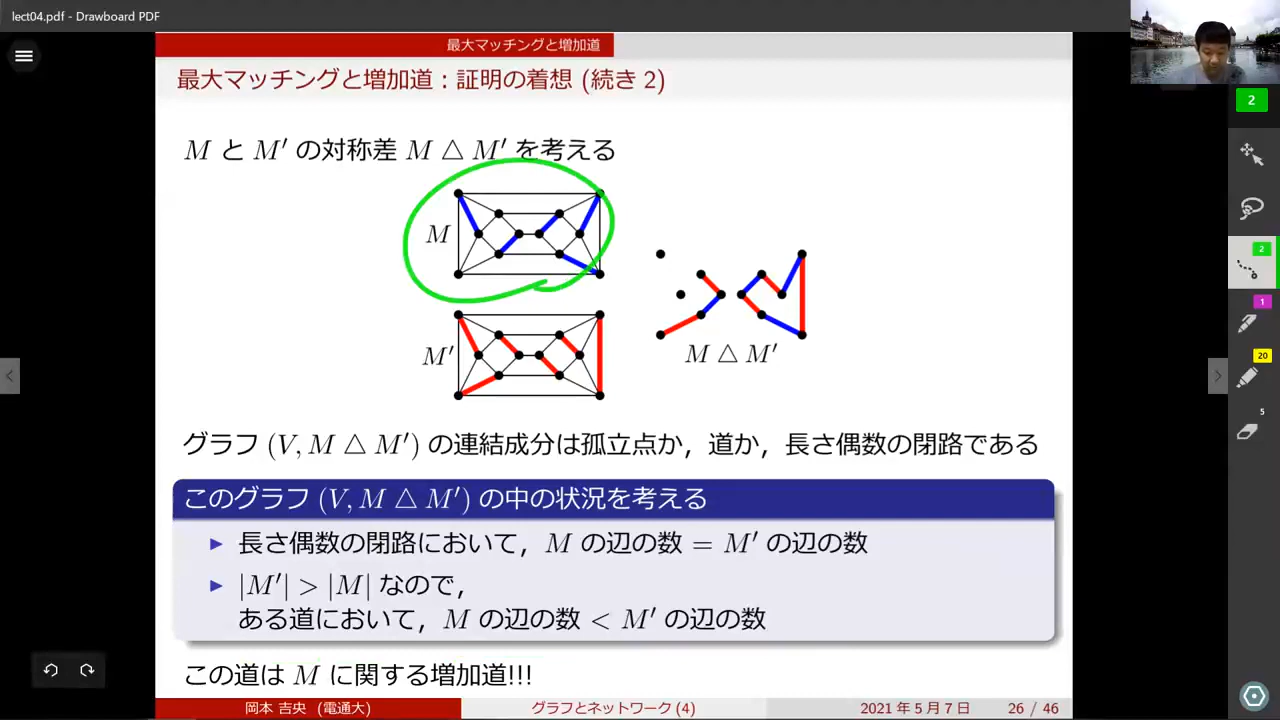 lect04.pdf - Drawboard PDF
最大マッチングと増加道
最大マッチングと増加道：証明の着想 (続き 2)
M と M′ の対称差 M △ M′ を考える
M
M′
M △ M′
グラフ (V, M △ M′) の連結成分は孤立点か，道か，長さ偶数の閉路である
このグラフ (V, M △ M′) の中の状況を考える
▶ 長さ偶数の閉路において，M の辺の数 = M′ の辺の数
▶ |M′| > |M| なので，
ある道において，M の辺の数 < M′ の辺の数
この道は M に関する増加道!!!
岡本 吉央 (電通大)
グラフとネットワーク (4)
2021 年 5 月 7 日
26 / 46
2
2
1
20
5